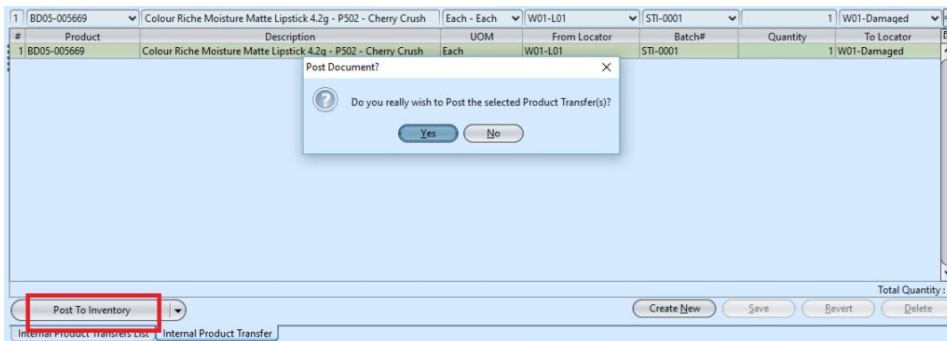 1 BD05-005669 Colour Riche Moisture Matte Lipstick 4.2g - P502 - Cherry Crush Each - Each W01-L01 STI-0001 1 W01-Damaged
# Product Description UOM From Locator Batch# Quantity To Locator
1 BD05-005669 Colour Riche Moisture Matte Lipstick 4.2g - P502 - Cherry Crush Each W01-L01 STI-0001 1 W01-Damaged
Post Document?
Do you really wish to Post the selected Product Transfer(s)?
Yes No
Total Quantity :
Post To Inventory Create New Save Revert Delete
Internal Product Transfers List Internal Product Transfer